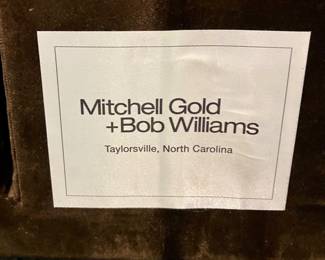 Mitchell Gold
+Bob Williams
Taylorsville, North Carolina